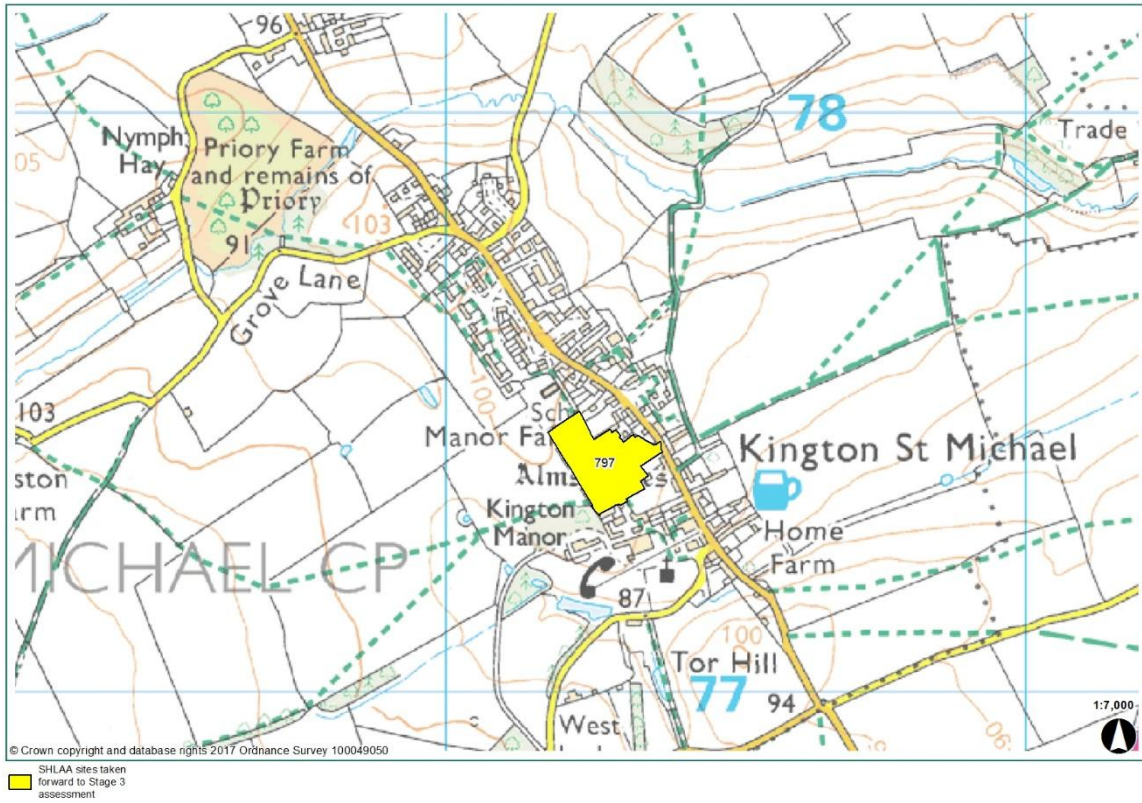 96
78
Trade
Nymph
Hay
Priory Farm
and remains of
Priory
05
103
91
Grove Lane
100
103
Sch
Manor Fa
797
Kington St Michael
Kington
Manor
ston
arm
MICHAEL CP
Home
Farm
87
100
Tor Hill
77
94
West
06
1:7,000
© Crown copyright and database rights 2017 Ordnance Survey 100049050
SHLAA sites taken
forward to Stage 3
assessment